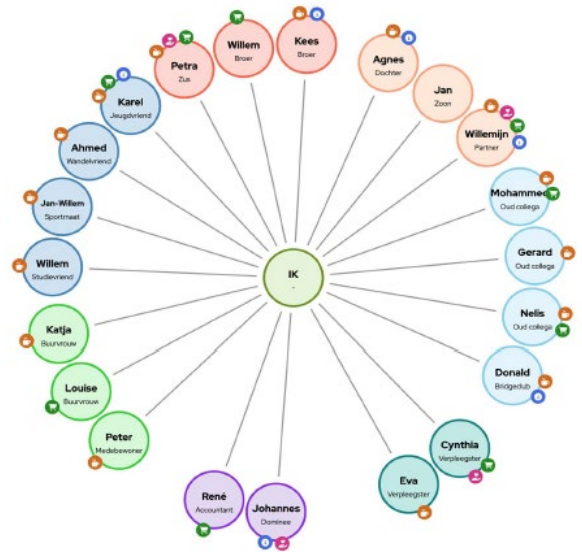 Kees
Broer
Agnes
Dochter
Jan
Zoon
Willemijn
Partner
Mohammed
Oud collega
Gerard
Oud collega
Nelis
Oud collega
Donald
Bridgeclub
Cynthia
Verpleegster
Eva
Verpleegster
Johannes
Dominee
René
Accountant
Peter
Medebewoner
Louise
Buurvrouw
Katja
Buurvrouw
Willem
Studievriend
Jan-Willem
Sportmaat
Ahmed
Wandelvriend
Karel
Jeugdvriend
Petra
Zus
Willem
Broer
IK
-